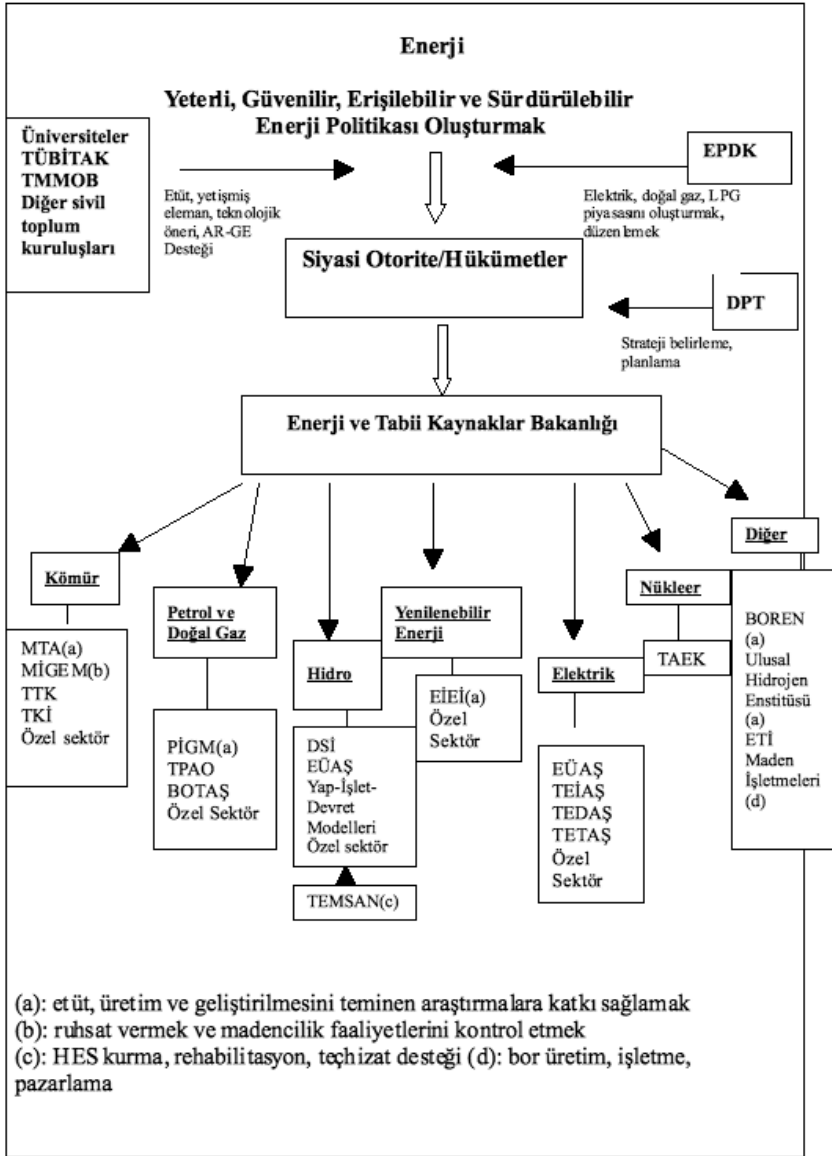 Enerji
Yeterli, Güvenilir, Erişilebilir ve Sürdürülebilir
Enerji Politikası Oluşturmak
Üniversiteler
TÜBİTAK
TMMOB
Diğer sivil
toplum
kuruluşları
Etüt, yetişmiş
eleman, teknolojik
öneri, AR-GE
Desteği
EPDK
Elektrik, doğal gaz, LPG
piyasasını oluşturmak,
düzenlemek
Siyasi Otorite/Hükümetler
DPT
Strateji belirleme,
planlama
Enerji ve Tabii Kaynaklar Bakanlığı
Kömür
MTA(a)
MİGEM(b)
TTK
TKİ
Özel sektör
Petrol ve
Doğal Gaz
PİGM(a)
TPAO
BOTAŞ
Özel Sektör
Hidro
DSİ
EÜAŞ
Yap-İşlet-
Devret
Modelleri
Özel sektör
TEMSAN(c)
Yenilenebilir
Enerji
EİEİ(a)
Özel
Sektör
Elektrik
EÜAŞ
TEİAŞ
TEDAŞ
TETAŞ
Özel
Sektör
Nükleer
TAEK
Diğer
BOREN
(a)
Ulusal
Hidrojen
Enstitüsü
(a)
ETİ
Maden
İşletmeleri
(d)
(a): etüt, üretim ve geliştirilmesini teminen araştırmalara katkı sağlamak
(b): ruhsat vermek ve madencilik faaliyetlerini kontrol etmek
(c): HES kurma, rehabilitasyon, teçhizat desteği (d): bor üretim, işletme,
pazarlama